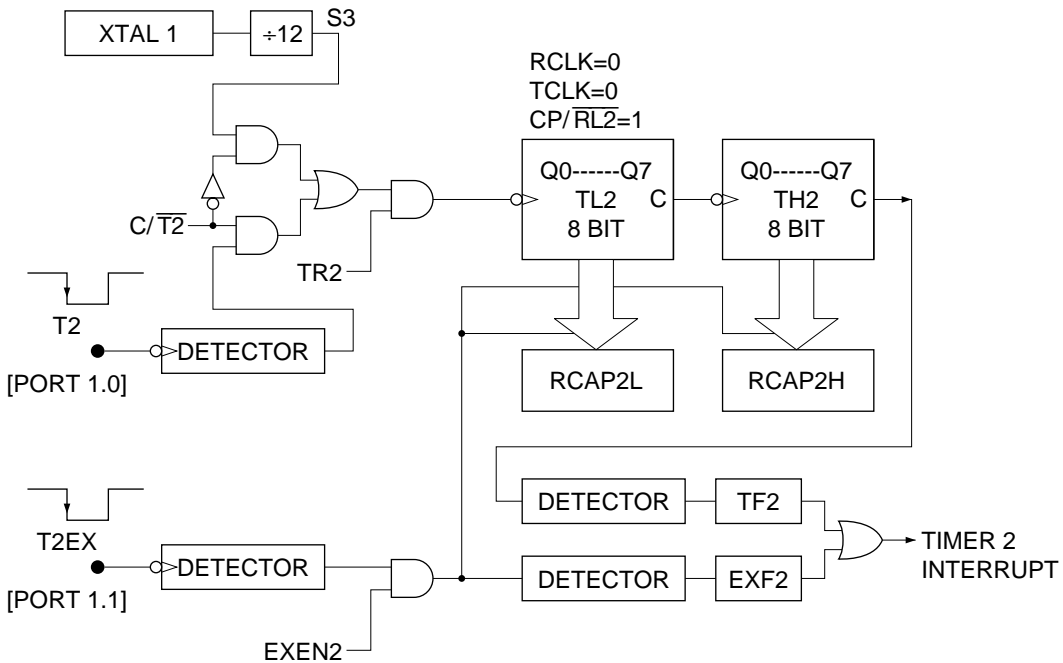 S3
XTAL 1
÷12
RCLK=0
TCLK=0
CP/R̅L̅2̅=1
Q0------Q7
TL2
C
8 BIT
Q0------Q7
TH2
C
8 BIT
C/T̅2̅
TR2
T2
DETECTOR
[PORT 1.0]
RCAP2L
RCAP2H
DETECTOR
TF2
T2EX
DETECTOR
[PORT 1.1]
DETECTOR
EXF2
TIMER 2
INTERRUPT
EXEN2